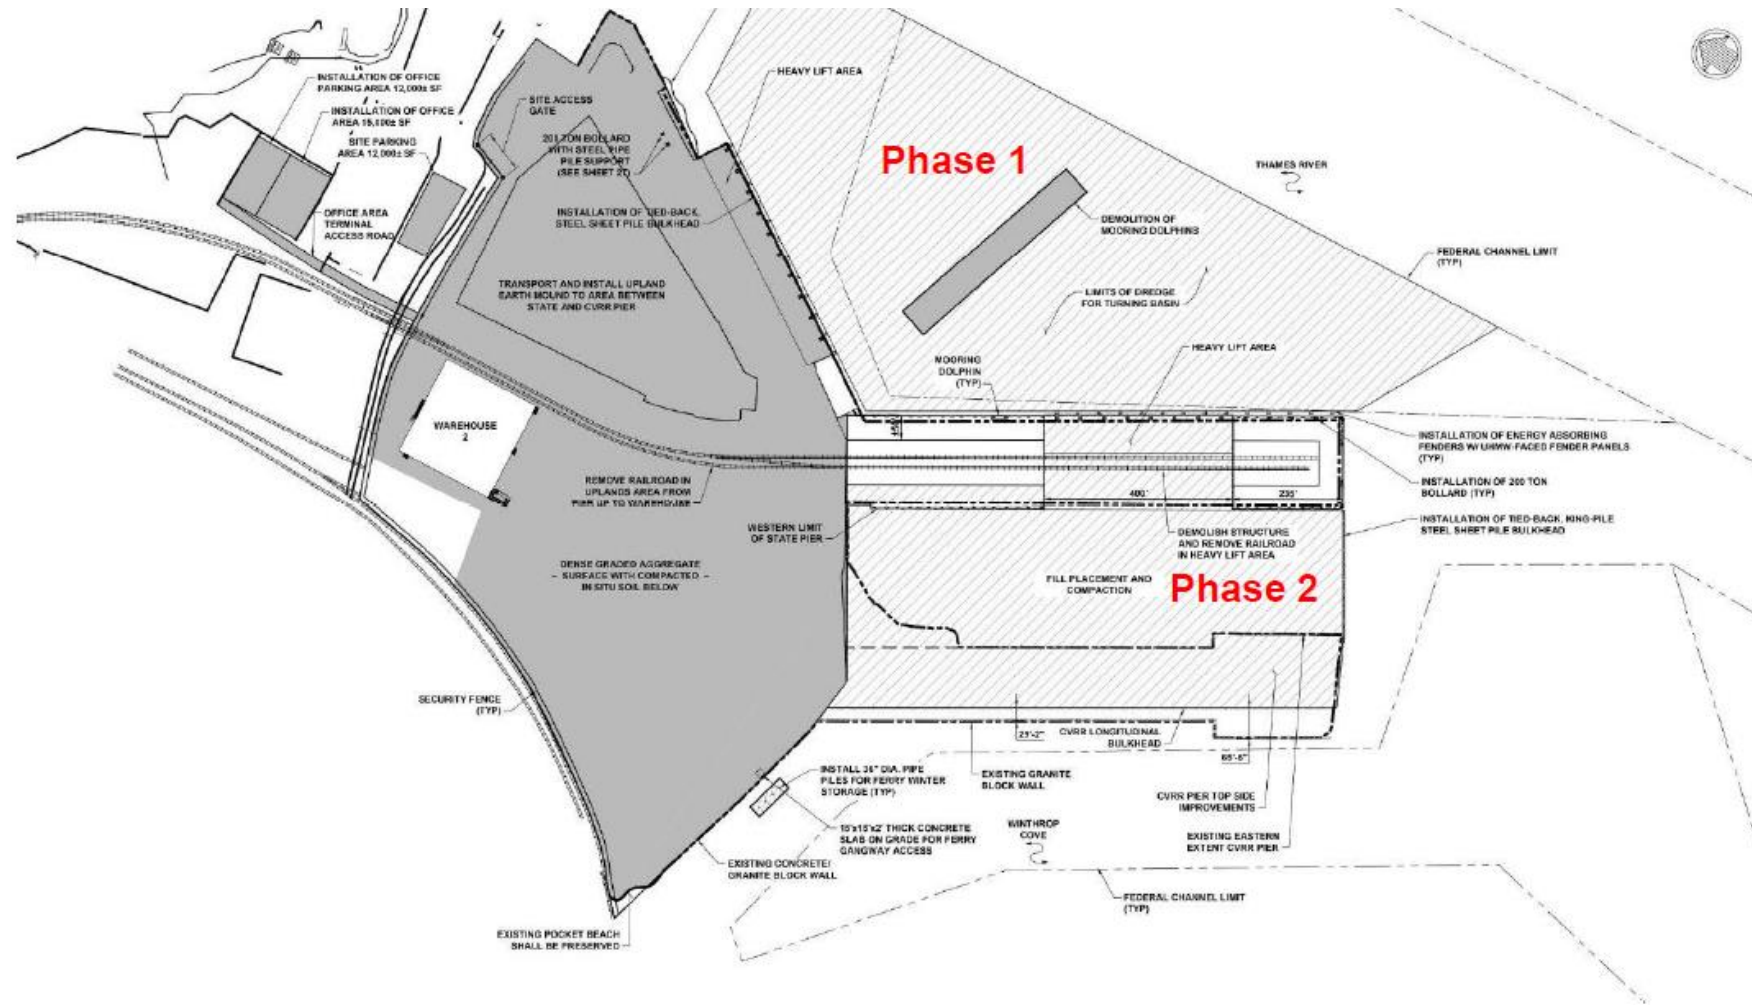 INSTALLATION OF OFFICE
PARKING AREA 12,000± SF
INSTALLATION OF OFFICE
AREA 15,000± SF
SITE PARKING
AREA 12,000± SF
OFFICE AREA
TERMINAL
ACCESS ROAD
SITE ACCESS
GATE
200 TON BOLLARD
WITH STEEL PIPE
PILE SUPPORT
(SEE SHEET 27)
HEAVY LIFT AREA
INSTALLATION OF TIED-BACK,
STEEL SHEET PILE BULKHEAD
TRANSPORT AND INSTALL UPLAND
EARTH MOUND TO AREA BETWEEN
STATE AND CVRR PIER
Phase 1
THAMES RIVER
DEMOLITION OF
MOORING DOLPHINS
FEDERAL CHANNEL LIMIT
(TYP)
LIMITS OF DREDGE
FOR TURNING BASIN
HEAVY LIFT AREA
MOORING
DOLPHIN
(TYP)
WAREHOUSE
2
INSTALLATION OF ENERGY ABSORBING
FENDERS W/ UHMW-FACED FENDER PANELS
(TYP)
INSTALLATION OF 200 TON
BOLLARD (TYP)
INSTALLATION OF TIED-BACK, KING-PILE
STEEL SHEET PILE BULKHEAD
REMOVE RAILROAD IN
UPLANDS AREA FROM
PIER UP TO WAREHOUSE
400'
235'
WESTERN LIMIT
OF STATE PIER
DEMOLISH STRUCTURE
AND REMOVE RAILROAD
IN HEAVY LIFT AREA
DENSE GRADED AGGREGATE
SURFACE WITH COMPACTED
IN SITU SOIL BELOW
FILL PLACEMENT AND
COMPACTION
Phase 2
SECURITY FENCE
(TYP)
CVRR LONGITUDINAL
BULKHEAD
INSTALL 36" DIA. PIPE
PILES FOR FERRY WINTER
STORAGE (TYP)
EXISTING GRANITE
BLOCK WALL
CVRR PIER TOP SIDE
IMPROVEMENTS
15'x15'x2' THICK CONCRETE
SLAB ON GRADE FOR FERRY
GANGWAY ACCESS
WINTHROP
COVE
EXISTING EASTERN
EXTENT CVRR PIER
EXISTING CONCRETE/
GRANITE BLOCK WALL
FEDERAL CHANNEL LIMIT
(TYP)
EXISTING POCKET BEACH
SHALL BE PRESERVED